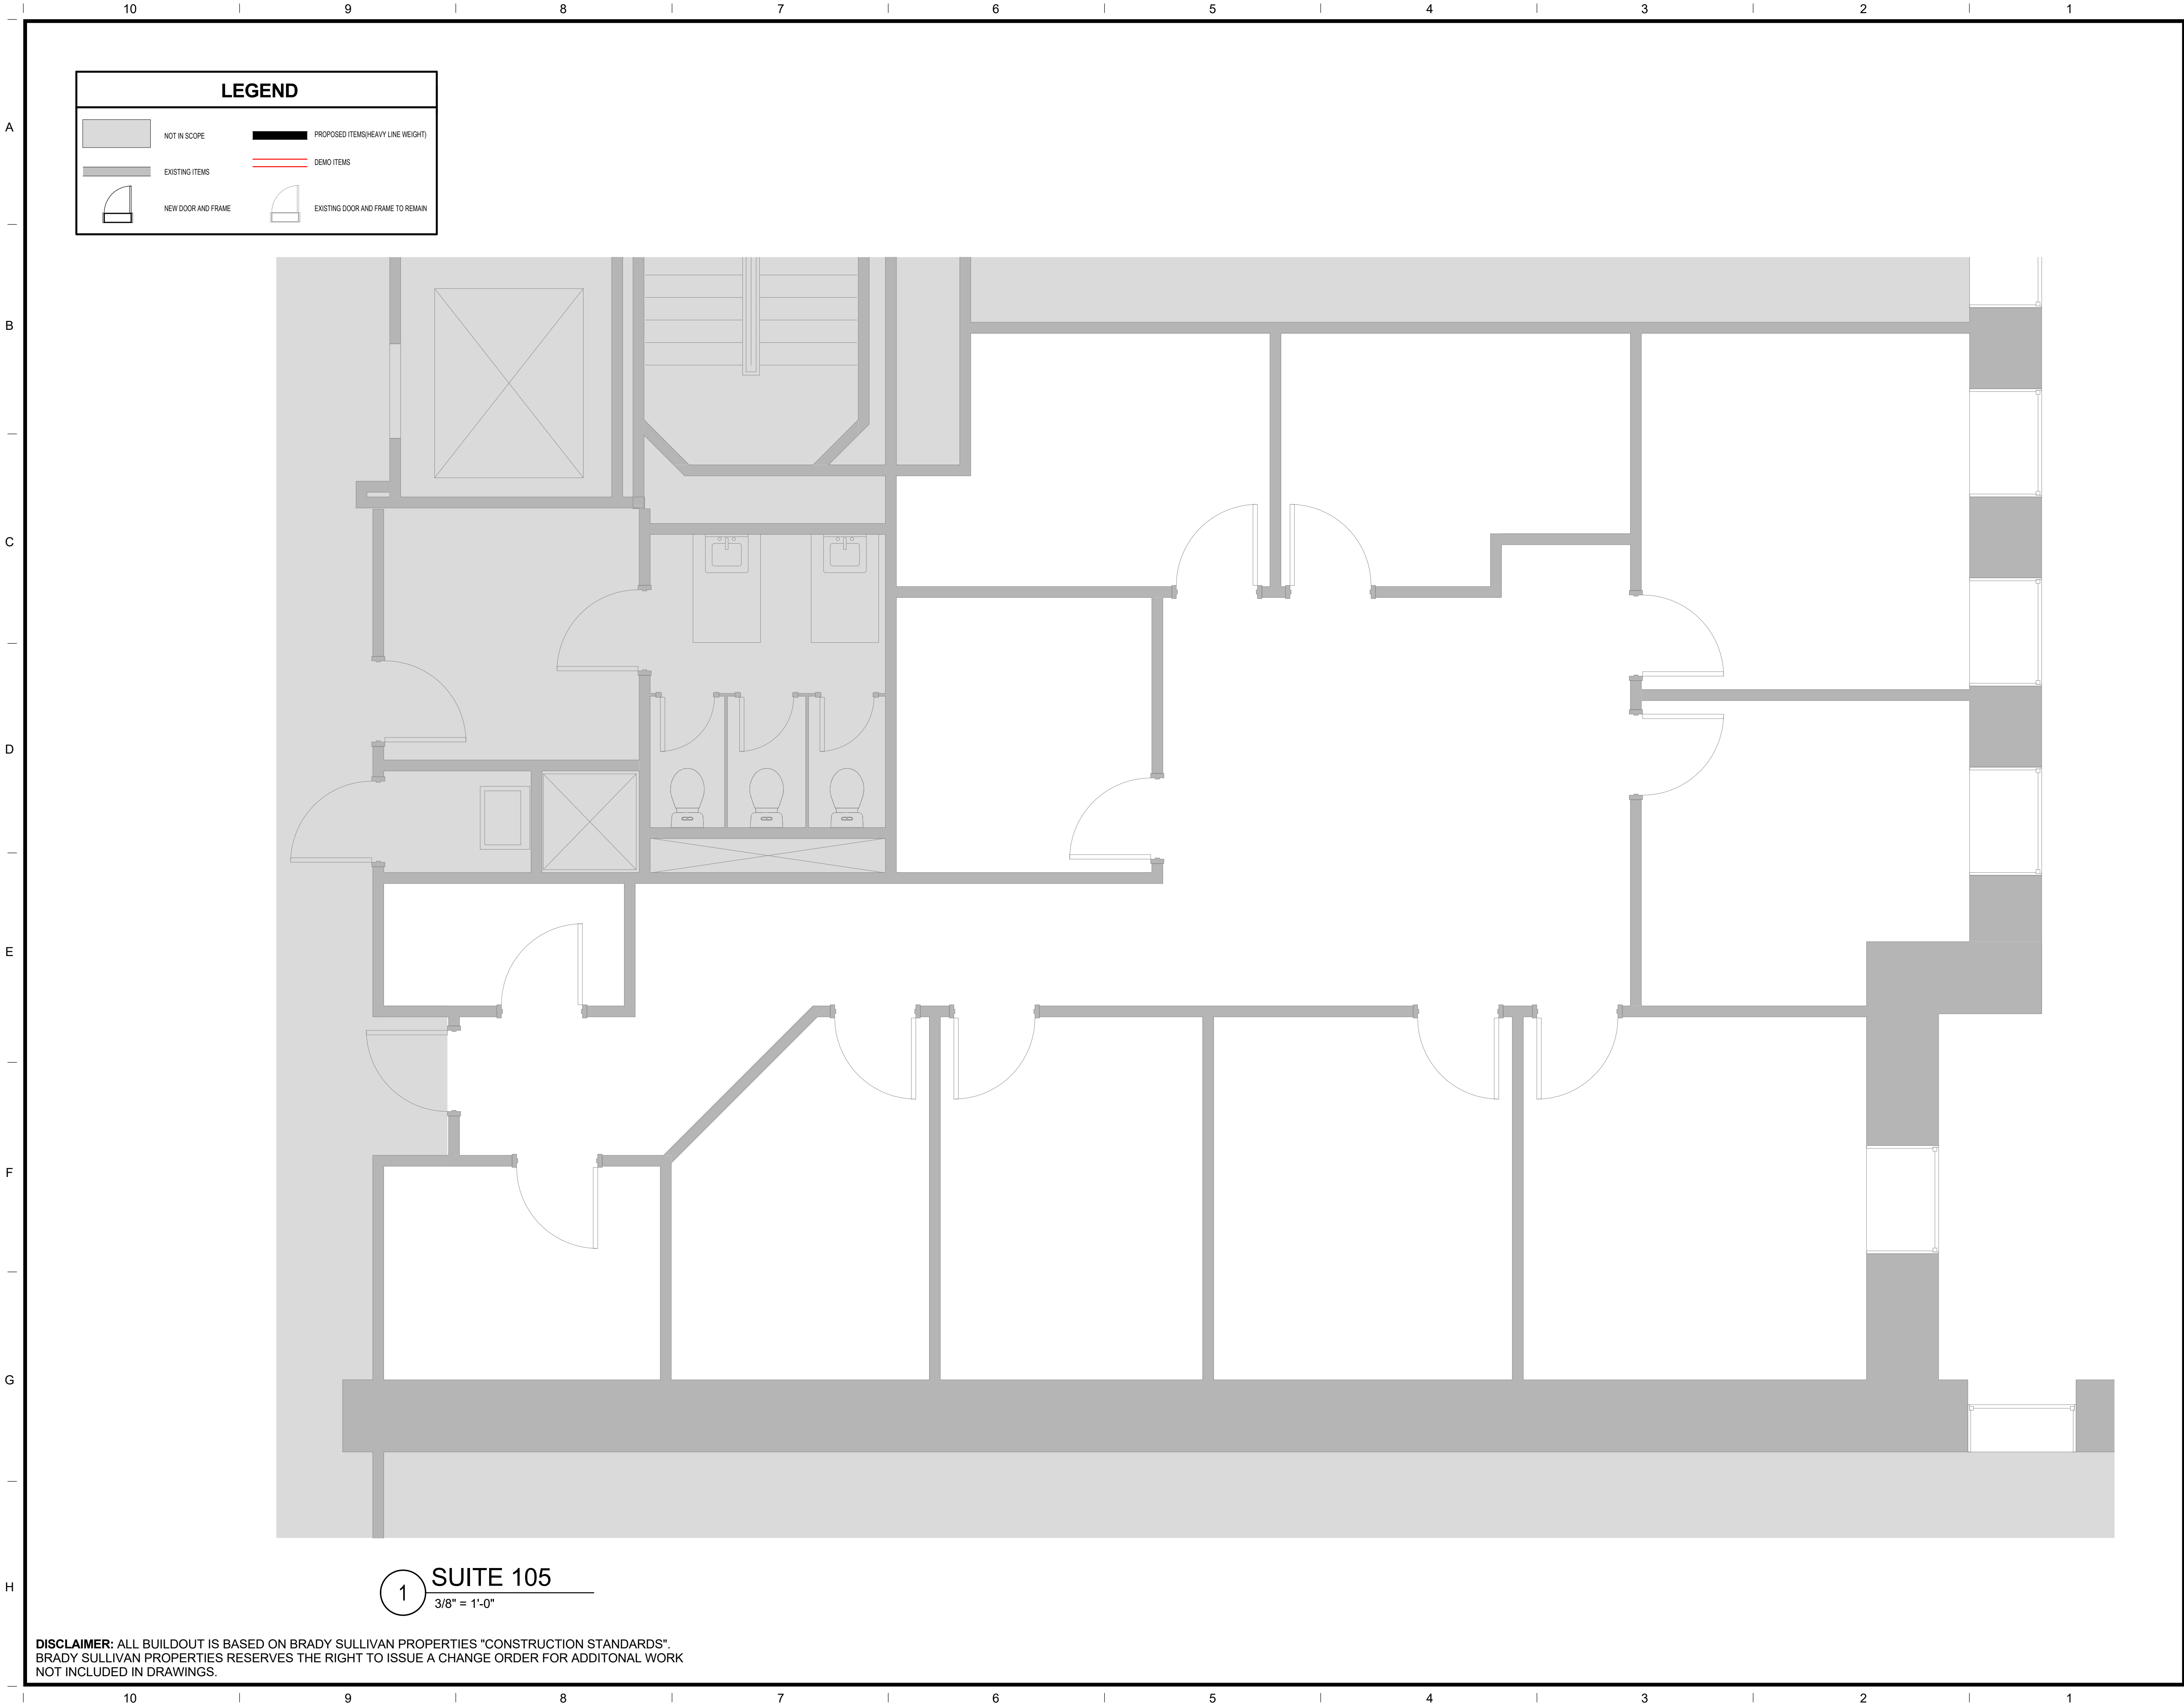 10 9 8 7 6 5 4 3 2 1
LEGEND
NOT IN SCOPE
PROPOSED ITEMS(HEAVY LINE WEIGHT)
DEMO ITEMS
EXISTING ITEMS
NEW DOOR AND FRAME
EXISTING DOOR AND FRAME TO REMAIN
A
B
C
D
E
F
G
H
1
SUITE 105
3/8" = 1'-0"
DISCLAIMER: ALL BUILDOUT IS BASED ON BRADY SULLIVAN PROPERTIES "CONSTRUCTION STANDARDS".
BRADY SULLIVAN PROPERTIES RESERVES THE RIGHT TO ISSUE A CHANGE ORDER FOR ADDITONAL WORK
NOT INCLUDED IN DRAWINGS.
10 9 8 7 6 5 4 3 2 1